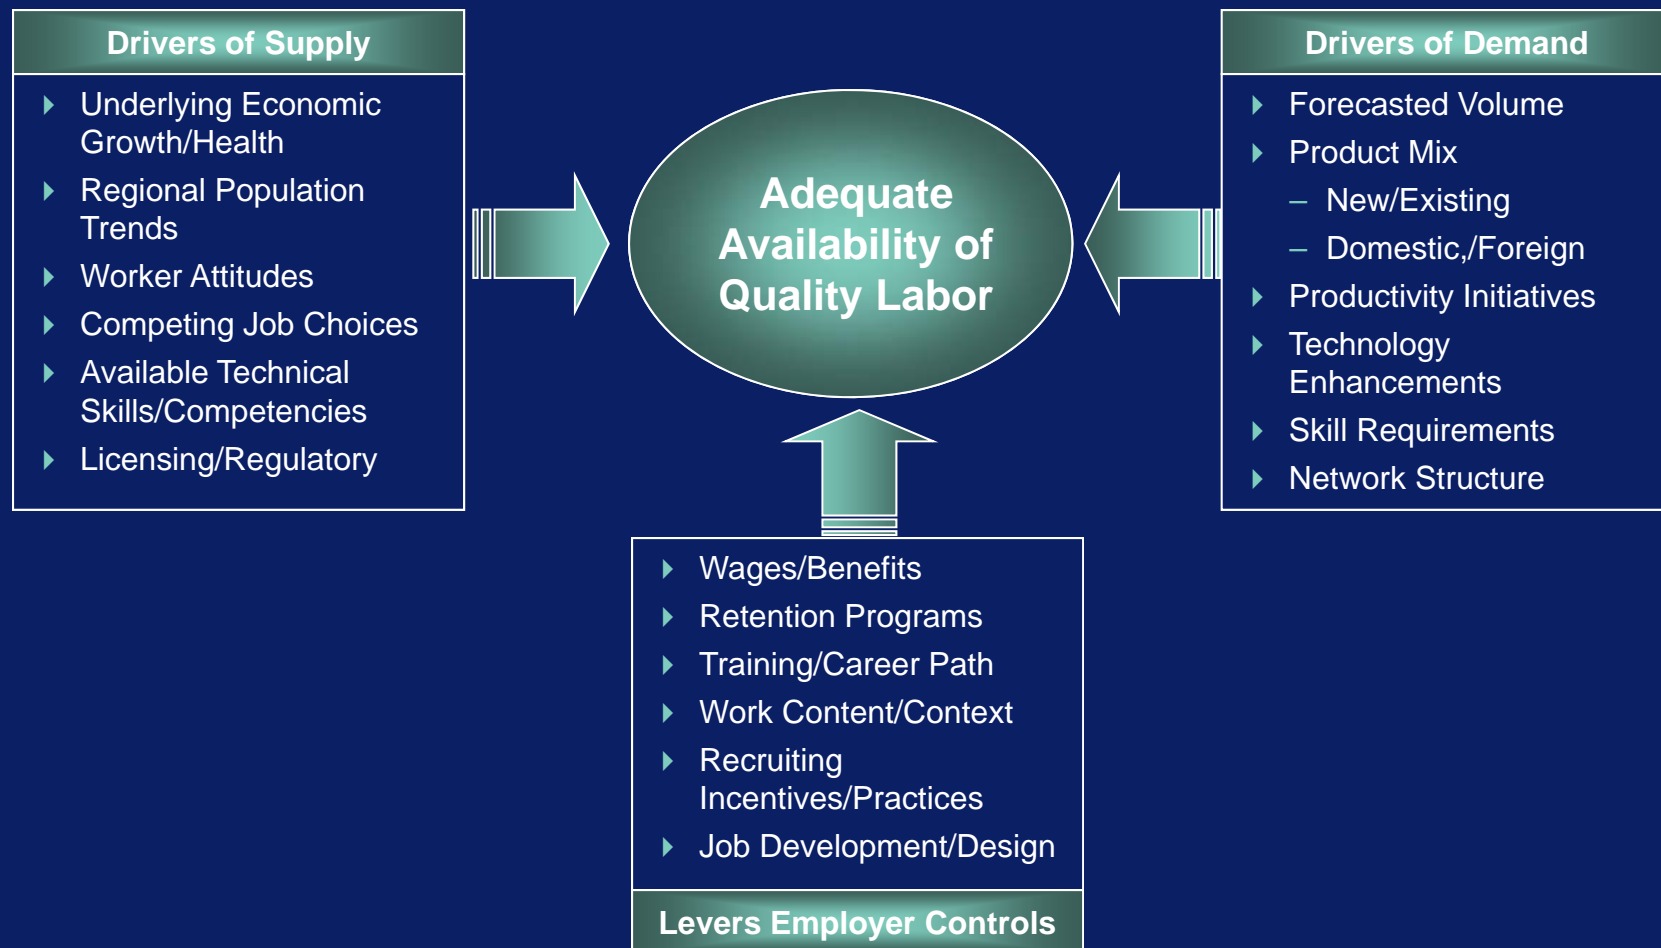 Drivers of Supply
Underlying Economic
Growth/Health
Regional Population
Trends
Worker Attitudes
Competing Job Choices
Available Technical
Skills/Competencies
Licensing/Regulatory
Adequate
Availability of
Quality Labor
Drivers of Demand
Forecasted Volume
Product Mix
– New/Existing
– Domestic,/Foreign
Productivity Initiatives
Technology
Enhancements
Skill Requirements
Network Structure
Wages/Benefits
Retention Programs
Training/Career Path
Work Content/Context
Recruiting
Incentives/Practices
Job Development/Design
Levers Employer Controls